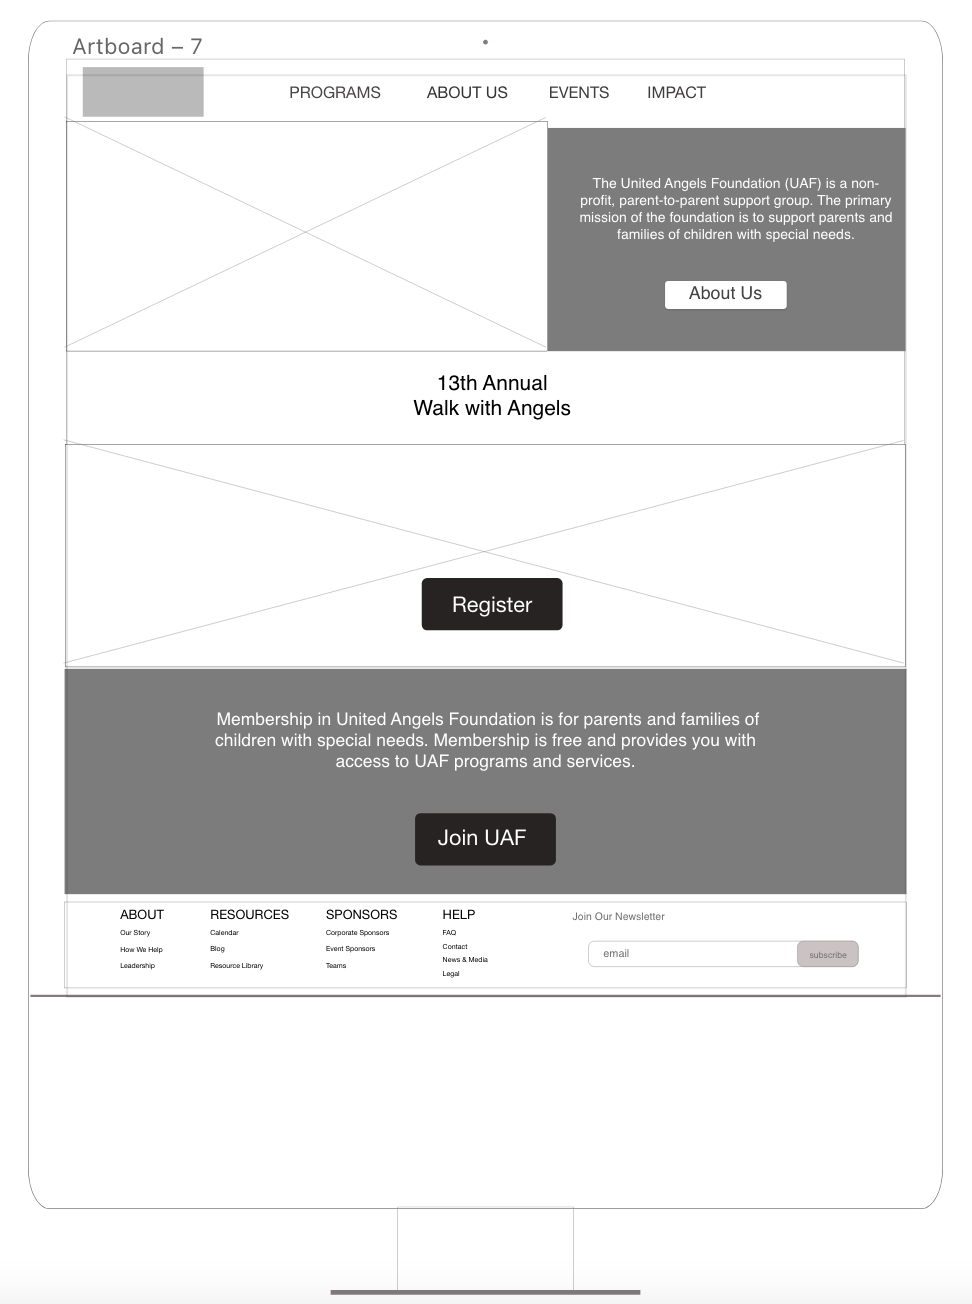 Artboard – 7
PROGRAMS ABOUT US EVENTS IMPACT
The United Angels Foundation (UAF) is a non-
profit, parent-to-parent support group. The primary
mission of the foundation is to support parents and
families of children with special needs.
About Us
13th Annual
Walk with Angels
Register
Membership in United Angels Foundation is for parents and families of
children with special needs. Membership is free and provides you with
access to UAF programs and services.
Join UAF
ABOUT
Our Story
How We Help
Leadership
RESOURCES
Calendar
Blog
Resource Library
SPONSORS
Corporate Sponsors
Event Sponsors
Teams
HELP
FAQ
Contact
News & Media
Legal
Join Our Newsletter
email
subscribe